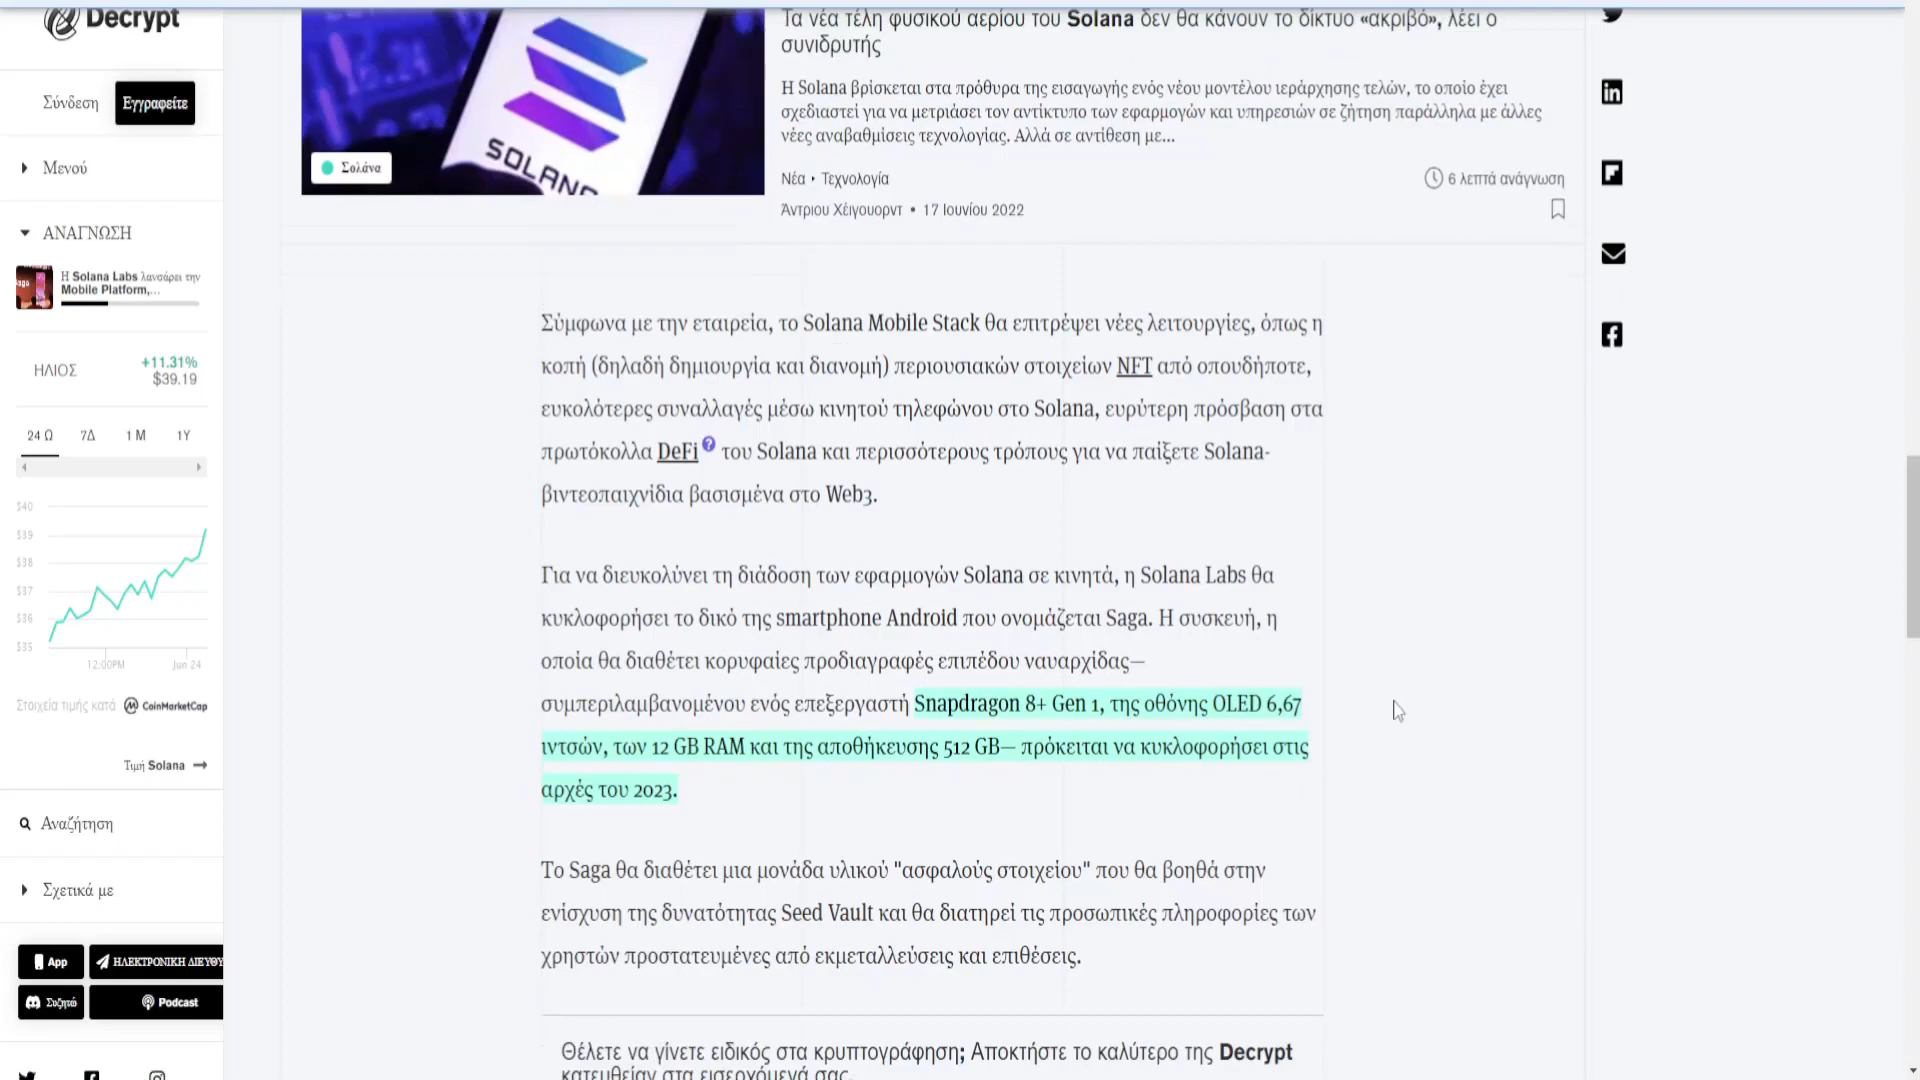 Decrypt
Σύνδεση
Εγγραφείτε
Μενού
ΑΝΑΓΝΩΣΗ
Η Solana Labs λανσάρει την
Mobile Platform,...
ΗΛΙΟΣ
+11.31%
$39.19
24 Ω 7Δ 1 M 1Y
$40
$39
$38
$37
$36
$35
12:00PM Jun 24
Στοιχεία τιμής κατά CoinMarketCap
Τιμή Solana
Αναζήτηση
Σχετικά με
App
ΗΛΕΚΤΡΟΝΙΚΗ ΔΙΕΥΘΥ
Συζητώ
Podcast
SOLANA
Σολάνα
Τα νέα τέλη φυσικού αερίου του Solana δεν θα κάνουν το δίκτυο «ακριβό», λέει ο
συνιδρυτής
Η Solana βρίσκεται στα πρόθυρα της εισαγωγής ενός νέου μοντέλου ιεράρχησης τελών, το οποίο έχει
σχεδιαστεί για να μετριάσει τον αντίκτυπο των εφαρμογών και υπηρεσιών σε ζήτηση παράλληλα με άλλες
νέες αναβαθμίσεις τεχνολογίας. Αλλά σε αντίθεση με...
Νέα • Τεχνολογία
6 λεπτά ανάγνωση
Άντριου Χέιγουορντ • 17 Ιουνίου 2022
Σύμφωνα με την εταιρεία, το Solana Mobile Stack θα επιτρέψει νέες λειτουργίες, όπως η
κοπή (δηλαδή δημιουργία και διανομή) περιουσιακών στοιχείων NFT από οπουδήποτε,
ευκολότερες συναλλαγές μέσω κινητού τηλεφώνου στο Solana, ευρύτερη πρόσβαση στα
πρωτόκολλα DeFi ? του Solana και περισσότερους τρόπους για να παίξετε Solana-
βιντεοπαιχνίδια βασισμένα στο Web3.
Για να διευκολύνει τη διάδοση των εφαρμογών Solana σε κινητά, η Solana Labs θα
κυκλοφορήσει το δικό της smartphone Android που ονομάζεται Saga. Η συσκευή, η
οποία θα διαθέτει κορυφαίες προδιαγραφές επιπέδου ναυαρχίδας—
συμπεριλαμβανομένου ενός επεξεργαστή Snapdragon 8+ Gen 1, της οθόνης OLED 6,67
ιντσών, των 12 GB RAM και της αποθήκευσης 512 GB— πρόκειται να κυκλοφορήσει στις
αρχές του 2023.
Το Saga θα διαθέτει μια μονάδα υλικού "ασφαλούς στοιχείου" που θα βοηθά στην
ενίσχυση της δυνατότητας Seed Vault και θα διατηρεί τις προσωπικές πληροφορίες των
χρηστών προστατευμένες από εκμεταλλεύσεις και επιθέσεις.
Θέλετε να γίνετε ειδικός στα κρυπτογράφηση; Αποκτήστε το καλύτερο της Decrypt
κατευθείαν στα εισερχόμενά σας.